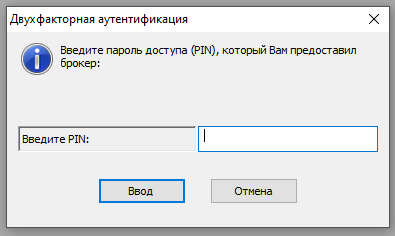 Двухфакторная аутентификация
Введите пароль доступа (PIN), который Вам предоставил
брокер:
Введите PIN:
Ввод
Отмена